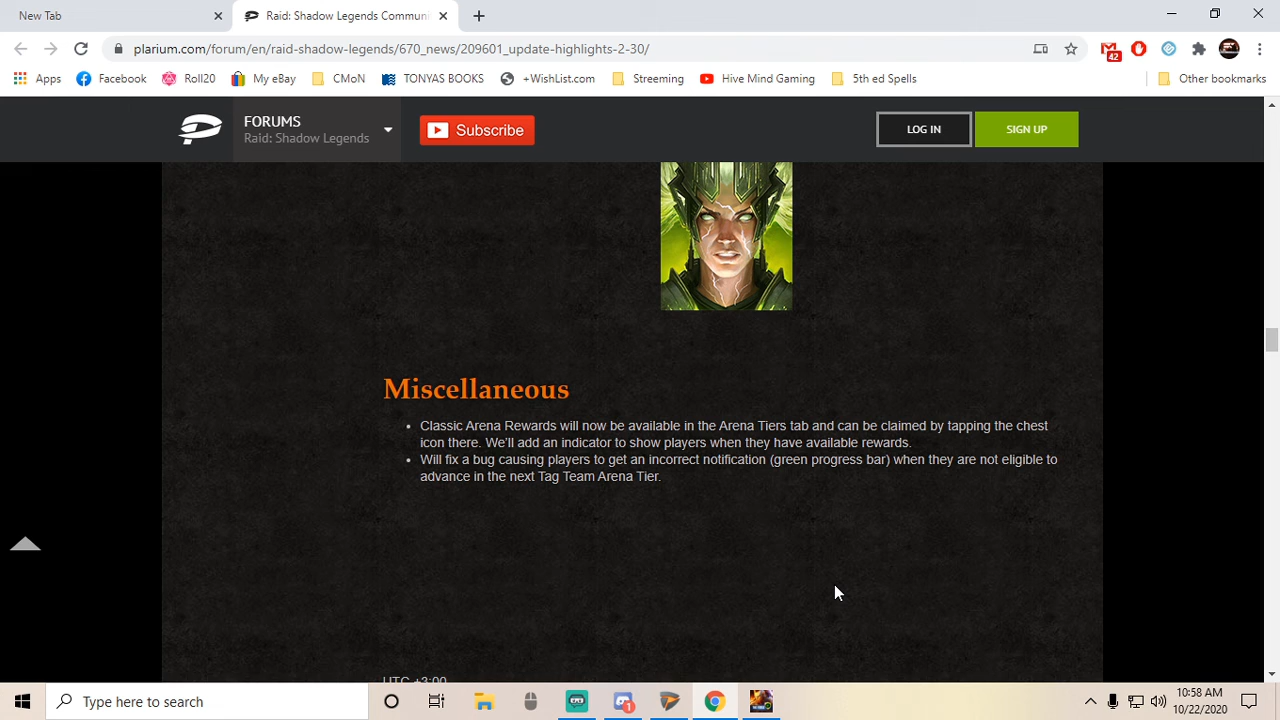 New Tab
Raid: Shadow Legends Communi
plarium.com/forum/en/raid-shadow-legends/670_news/209601_update-highlights-2-30/
42
Apps
Facebook
Roll20
My eBay
CMoN
TONYAS BOOKS
+WishList.com
Streeming
Hive Mind Gaming
5th ed Spells
Other bookmarks
FORUMS
Raid: Shadow Legends
Subscribe
LOG IN
SIGN UP
Miscellaneous
• Classic Arena Rewards will now be available in the Arena Tiers tab and can be claimed by tapping the chest
icon there. We'll add an indicator to show players when they have available rewards.
• Will fix a bug causing players to get an incorrect notification (green progress bar) when they are not eligible to
advance in the next Tag Team Arena Tier.
UTC +3:00
Type here to search
1
10:58 AM
10/22/2020